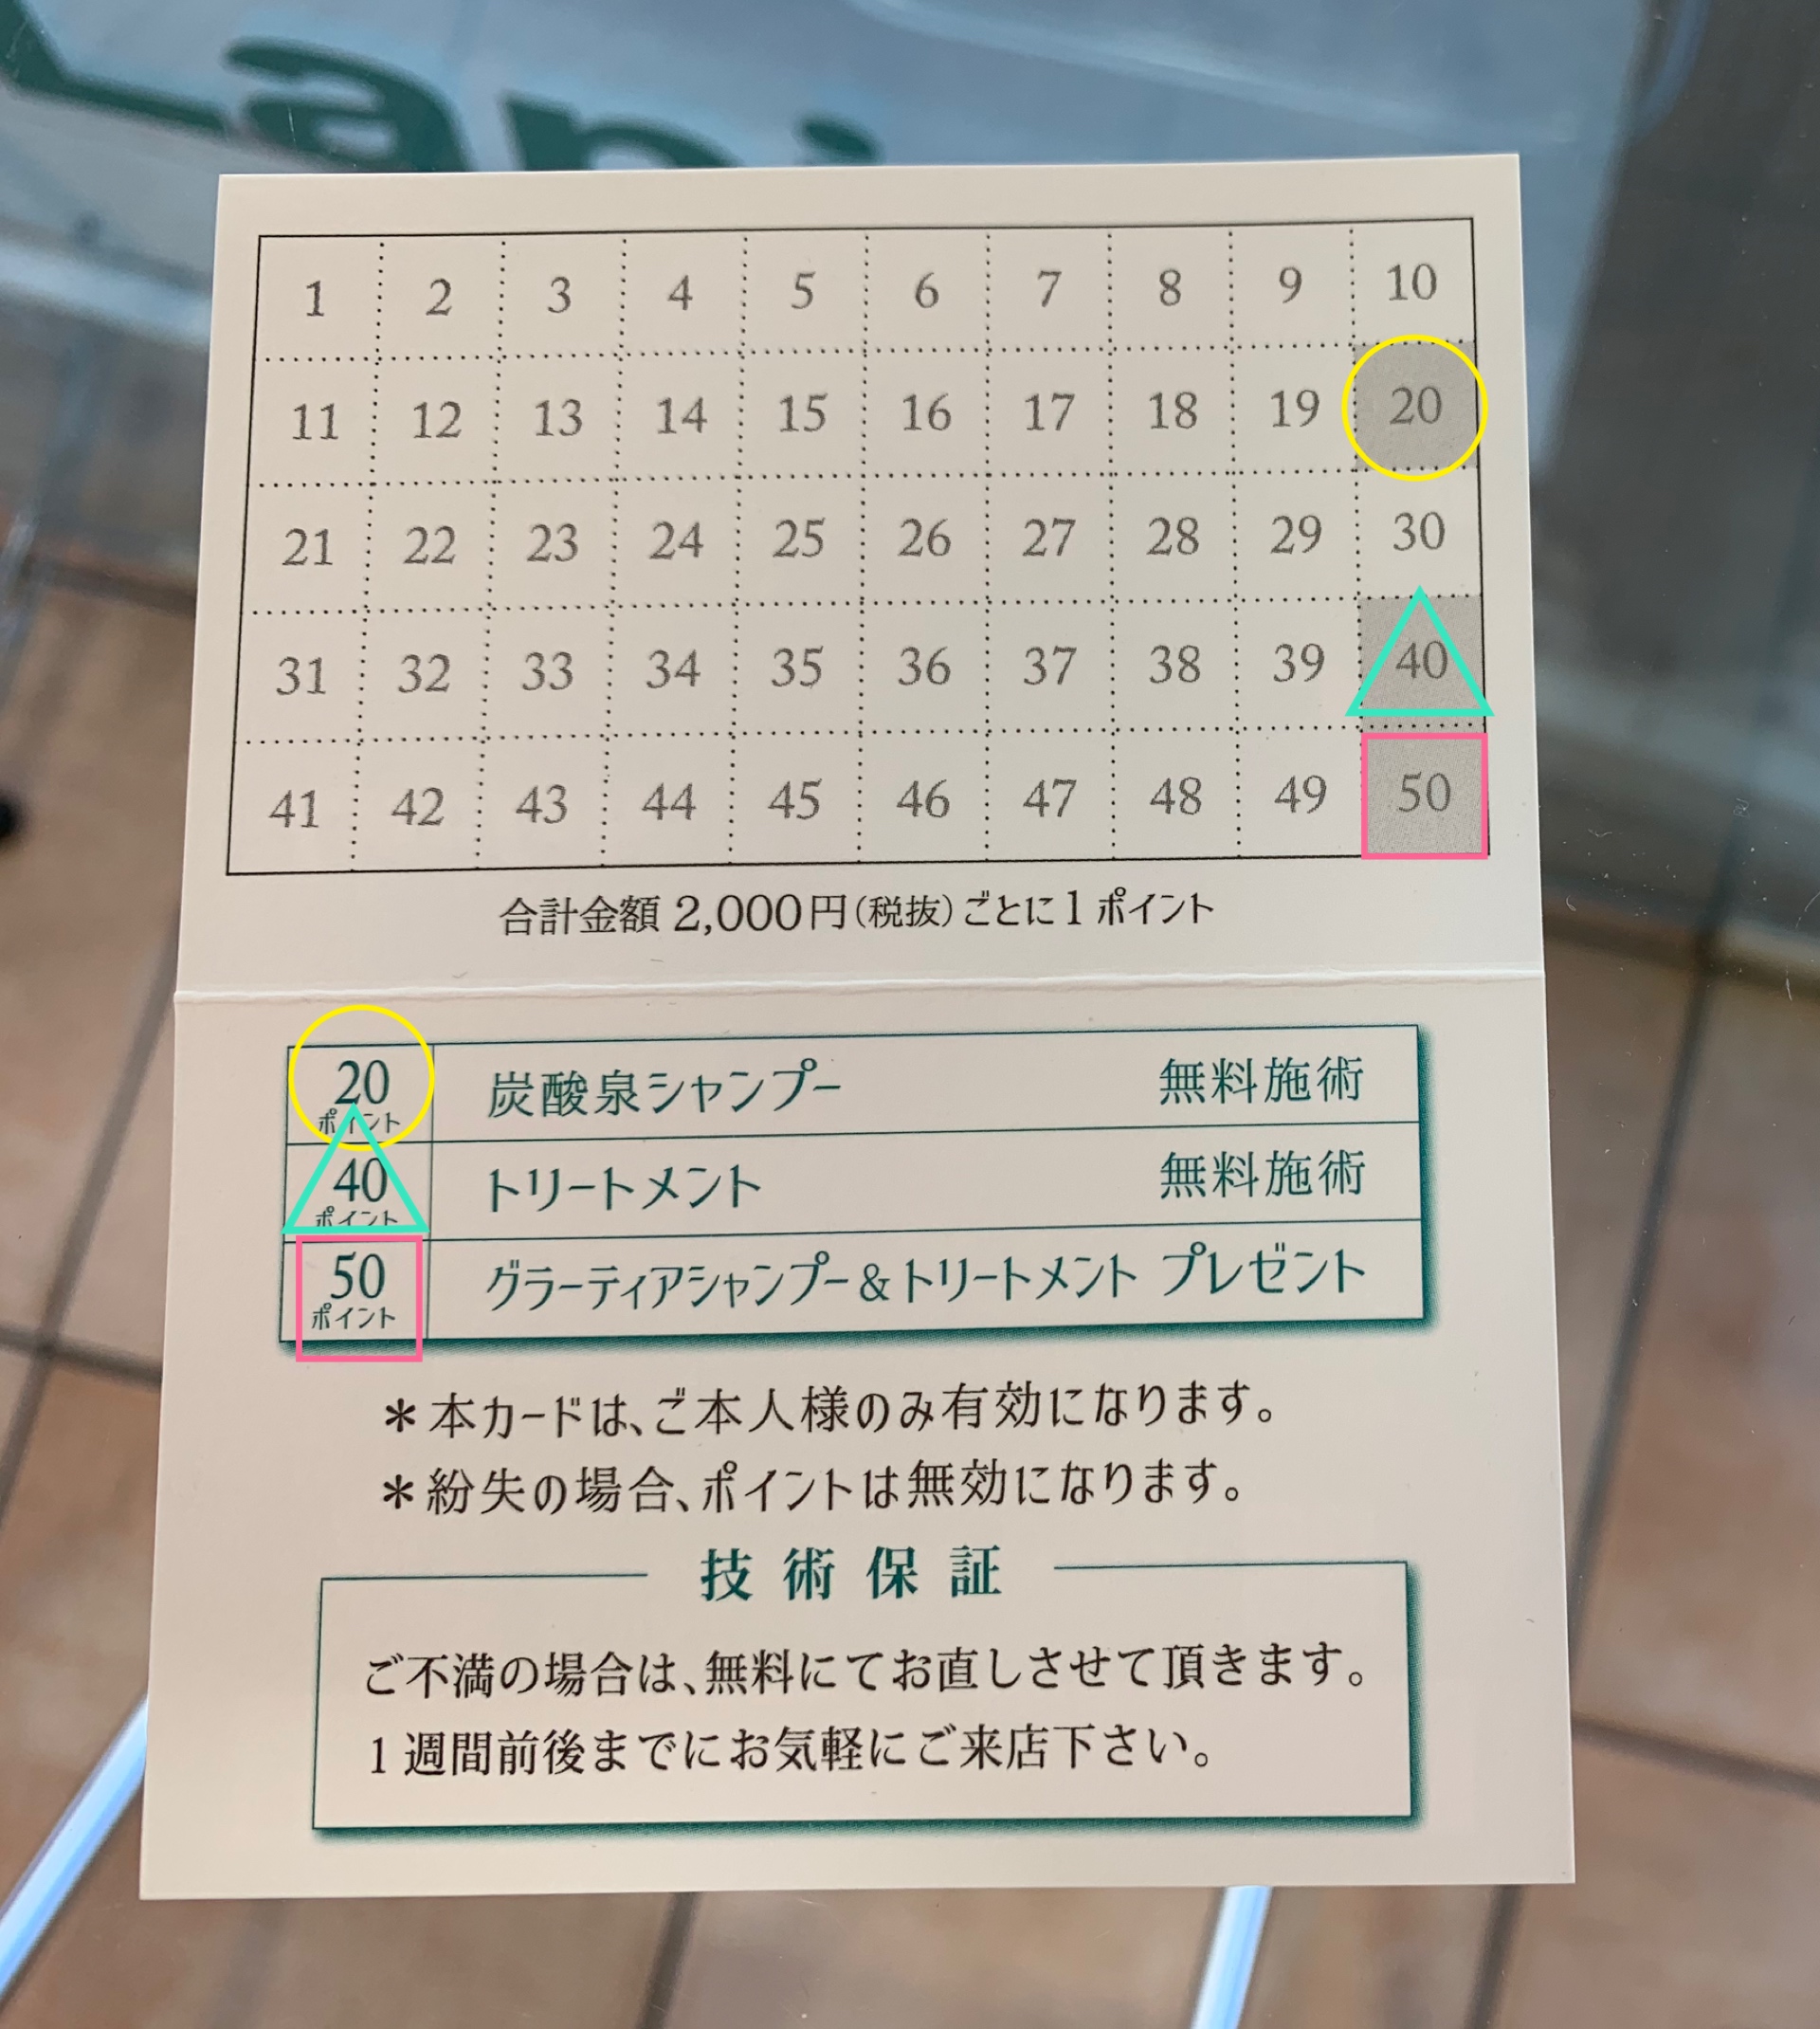 Lani
1 2 3 4 5 6 7 8 9 10
11 12 13 14 15 16 17 18 19 20
21 22 23 24 25 26 27 28 29 30
31 32 33 34 35 36 37 38 39 40
41 42 43 44 45 46 47 48 49 50
合計金額 2,000円(税抜)ごとに1ポイント
20ポイント 炭酸泉シャンプー 無料施術
40ポイント トリートメント 無料施術
50ポイント グラーティアシャンプー&トリートメント プレゼント
＊本カードは、ご本人様のみ有効になります。
＊紛失の場合、ポイントは無効になります。
技術保証
ご不満の場合は、無料にてお直しさせて頂きます。
1週間前後までにお気軽にご来店下さい。